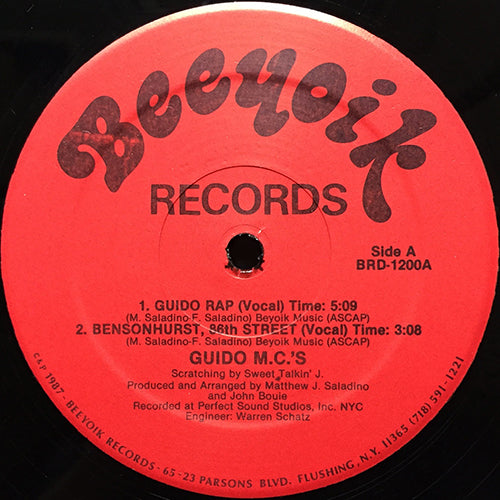 Beeyoik
RECORDS
Side A
BRD-1200A
1. GUIDO RAP (Vocal) Time: 5:09
(M. Saladino-F. Saladino) Beyoik Music (ASCAP)
2. BENSONHURST, 86th STREET (Vocal) Time: 3:08
(M. Saladino-F. Saladino) Beyoik Music (ASCAP)
GUIDO M.C.'S
Scratching by Sweet Talkin' J.
Produced and Arranged by Matthew J. Saladino
and John Bouie
Recorded at Perfect Sound Studios, Inc. NYC
Engineer: Warren Schatz
C & P 1987 - BEEYOIK RECORDS - 65-23 PARSONS BLVD. FLUSHING, N.Y. 11365 (718) 591-1221